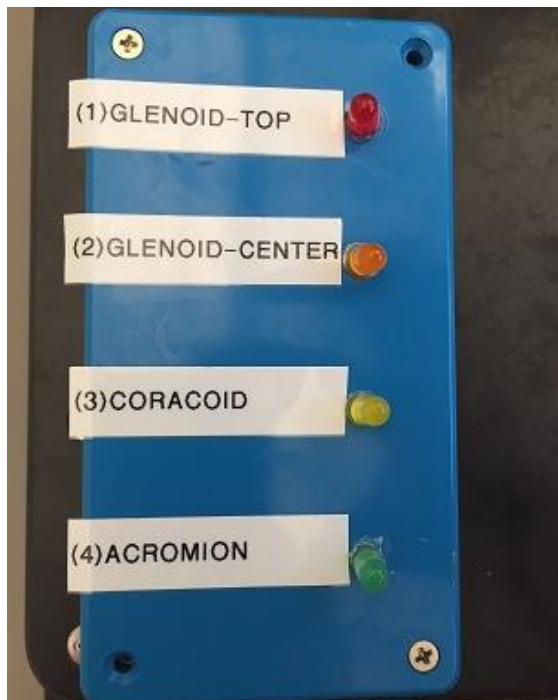 (1)GLENOID-TOP
(2)GLENOID-CENTER
(3)CORACOID
(4)ACROMION